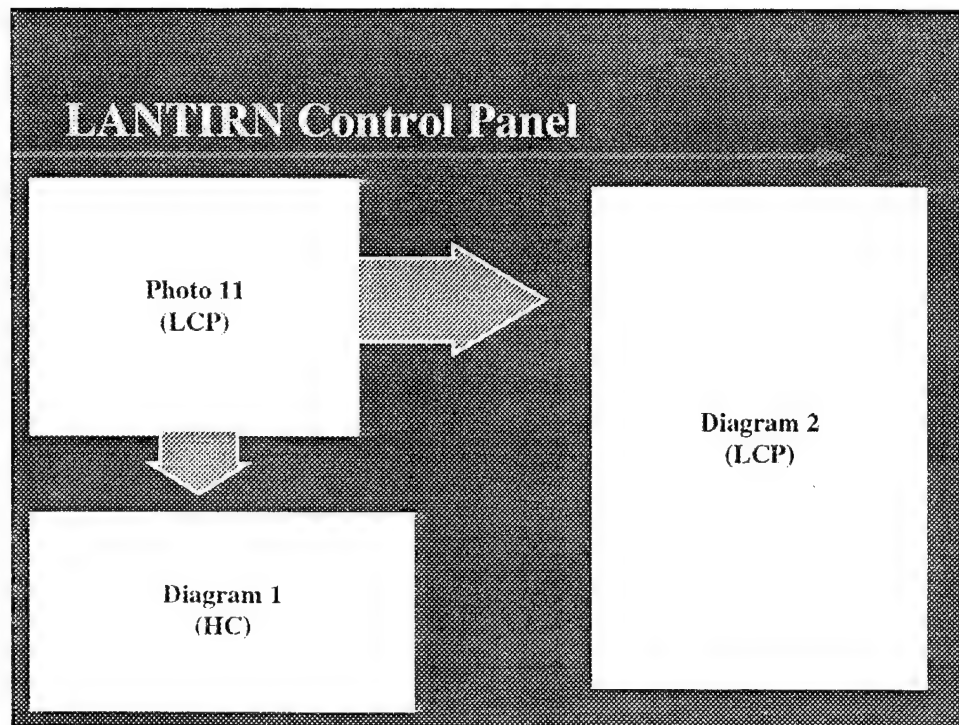 LANTIRN Control Panel
Photo 11
(LCP)
Diagram 2
(LCP)
Diagram 1
(HC)